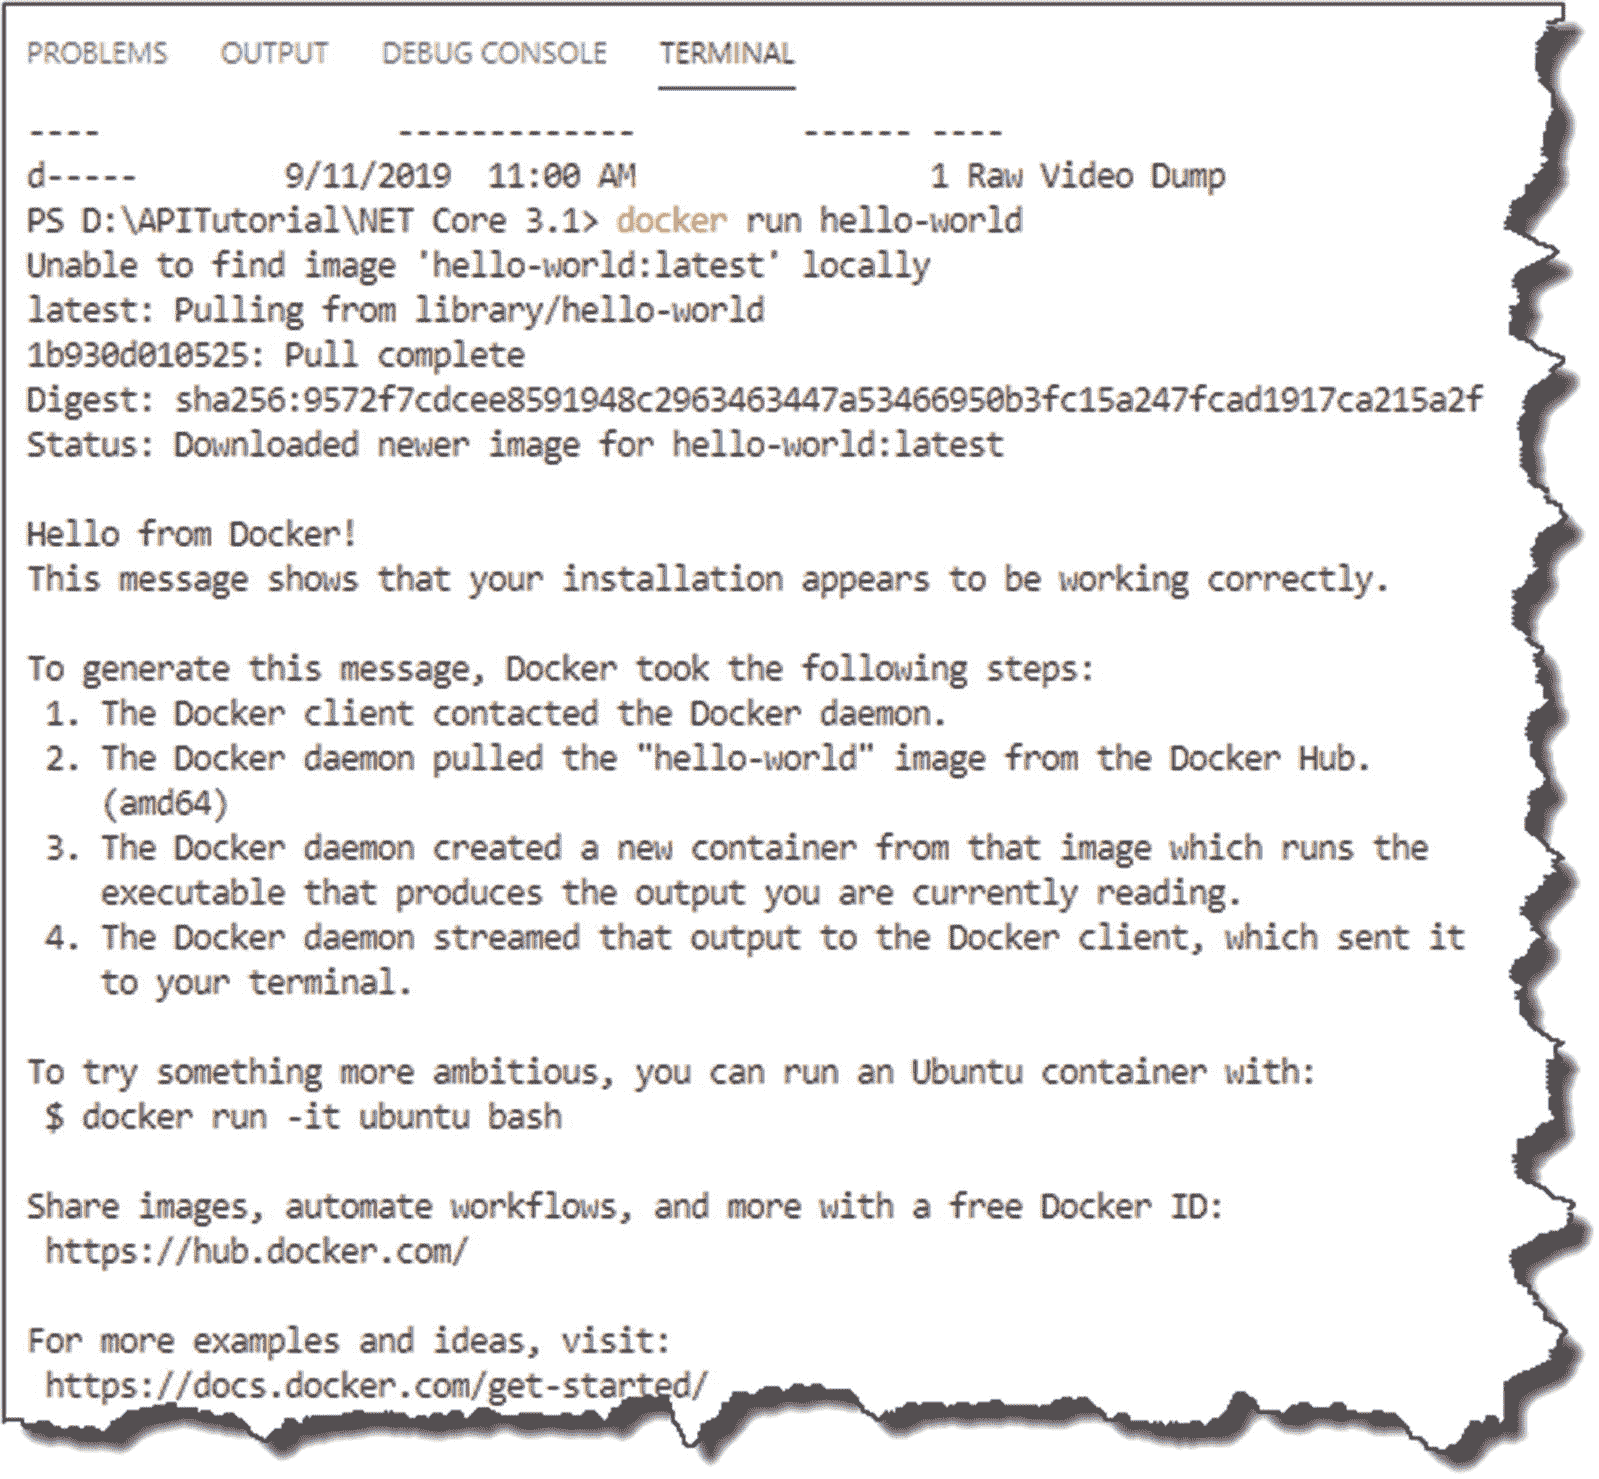 PROBLEMS OUTPUT DEBUG CONSOLE TERMINAL
---- ------------- ------ ----
d----- 9/11/2019 11:00 AM 1 Raw Video Dump
PS D:\APITutorial\NET Core 3.1> docker run hello-world
Unable to find image 'hello-world:latest' locally
latest: Pulling from library/hello-world
1b930d010525: Pull complete
Digest: sha256:9572f7cdcee8591948c2963463447a53466950b3fc15a247fcad1917ca215a2f
Status: Downloaded newer image for hello-world:latest

Hello from Docker!
This message shows that your installation appears to be working correctly.

To generate this message, Docker took the following steps:
 1. The Docker client contacted the Docker daemon.
 2. The Docker daemon pulled the "hello-world" image from the Docker Hub.
    (amd64)
 3. The Docker daemon created a new container from that image which runs the
    executable that produces the output you are currently reading.
 4. The Docker daemon streamed that output to the Docker client, which sent it
    to your terminal.

To try something more ambitious, you can run an Ubuntu container with:
 $ docker run -it ubuntu bash

Share images, automate workflows, and more with a free Docker ID:
 https://hub.docker.com/

For more examples and ideas, visit:
 https://docs.docker.com/get-started/